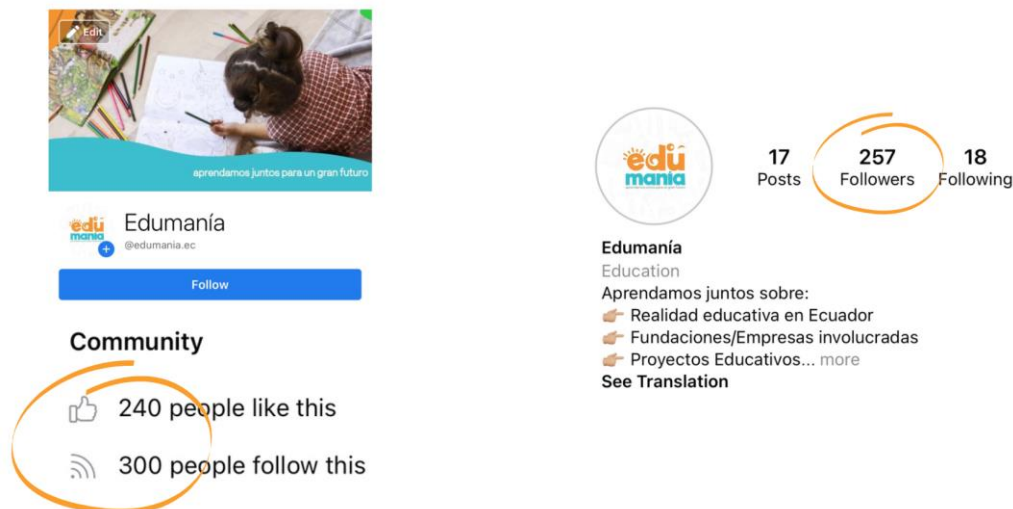 Edit
aprendamos juntos para un gran futuro
edu
manía
Edumanía
@edumania.ec
Follow
Community
240 people like this
300 people follow this
edu
manía
17
Posts
257
Followers
18
Following
Edumanía
Education
Aprendamos juntos sobre:
👉🏼 Realidad educativa en Ecuador
👉🏼 Fundaciones/Empresas involucradas
👉🏼 Proyectos Educativos... more
See Translation